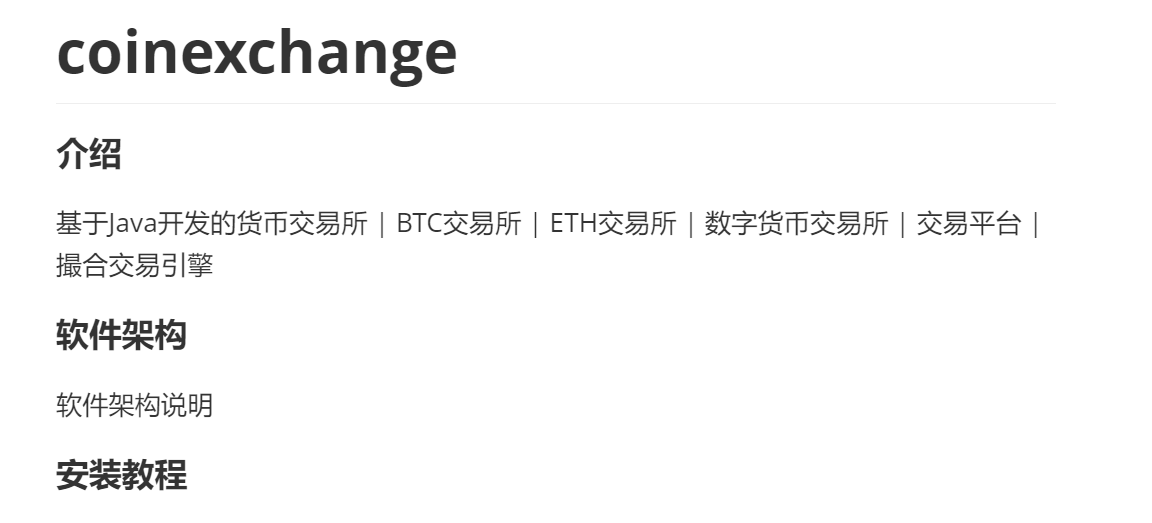 coinexchange
介绍
基于Java开发的货币交易所 | BTC交易所 | ETH交易所 | 数字货币交易所 | 交易平台 |
撮合交易引擎
软件架构
软件架构说明
安装教程